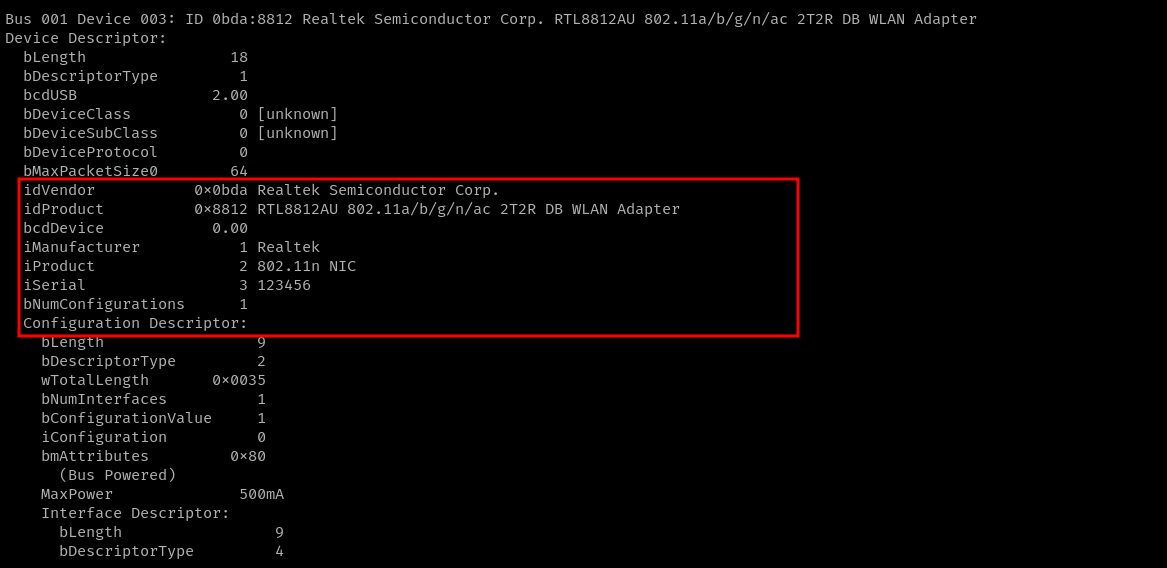 Bus 001 Device 003: ID 0bda:8812 Realtek Semiconductor Corp. RTL8812AU 802.11a/b/g/n/ac 2T2R DB WLAN Adapter
Device Descriptor:
  bLength                18
  bDescriptorType         1
  bcdUSB               2.00
  bDeviceClass            0 [unknown]
  bDeviceSubClass         0 [unknown]
  bDeviceProtocol         0
  bMaxPacketSize0        64
  idVendor           0x0bda Realtek Semiconductor Corp.
  idProduct          0x8812 RTL8812AU 802.11a/b/g/n/ac 2T2R DB WLAN Adapter
  bcdDevice            0.00
  iManufacturer           1 Realtek
  iProduct                2 802.11n NIC
  iSerial                 3 123456
  bNumConfigurations      1
  Configuration Descriptor:
    bLength                 9
    bDescriptorType         2
    wTotalLength       0x0035
    bNumInterfaces          1
    bConfigurationValue     1
    iConfiguration          0
    bmAttributes         0x80
      (Bus Powered)
    MaxPower              500mA
    Interface Descriptor:
      bLength                 9
      bDescriptorType         4